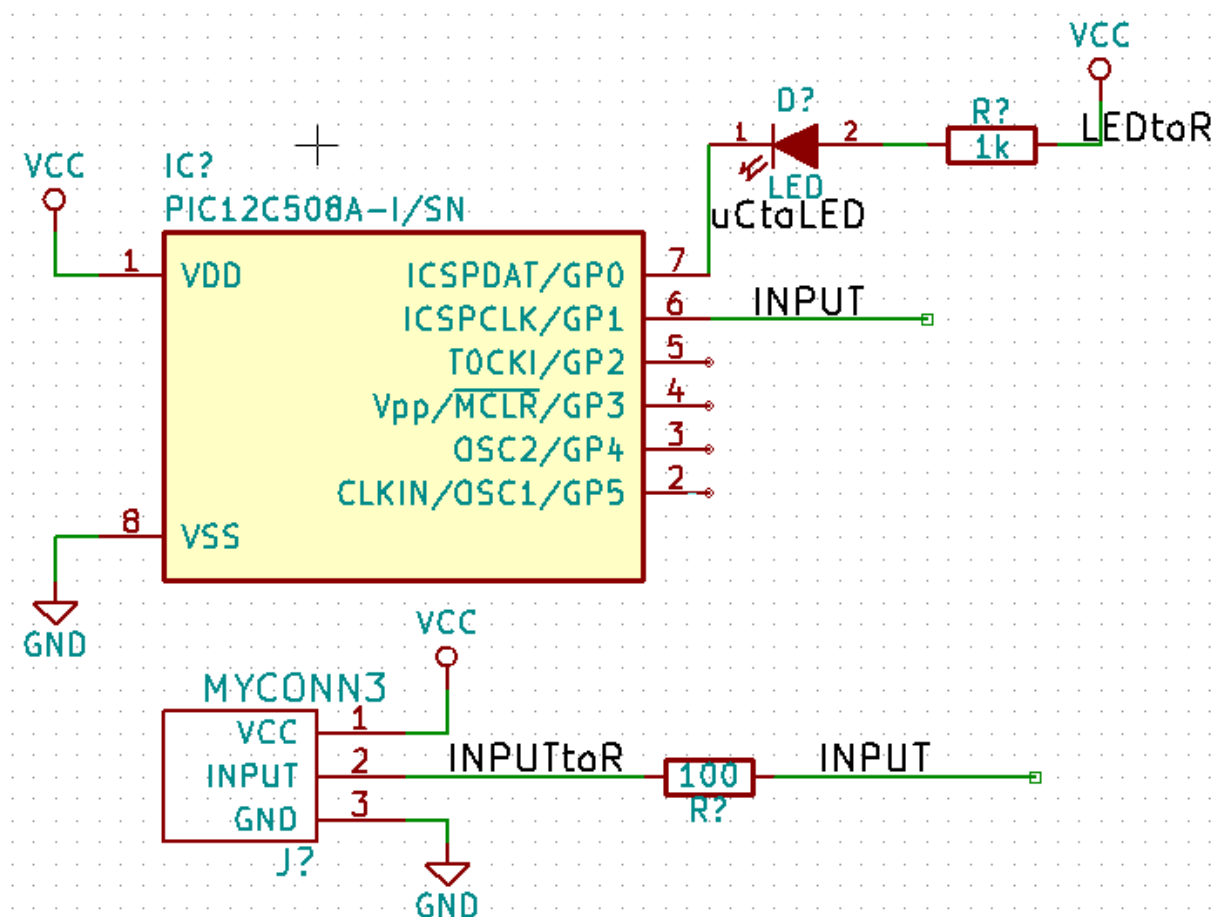 VCC
D?
R?
1
2
LEDtoR
1k
VCC
IC?
LED
PIC12C508A-I/SN
uCtoLED
1
VDD
ICSPDAT/GP0
7
ICSPCLK/GP1
6
INPUT
T0CKI/GP2
5
Vpp/MCLR/GP3
4
OSC2/GP4
3
CLKIN/OSC1/GP5
2
8
VSS
GND
VCC
MYCONN3
VCC
1
INPUT
2
INPUTtoR
100
INPUT
GND
3
R?
J?
GND